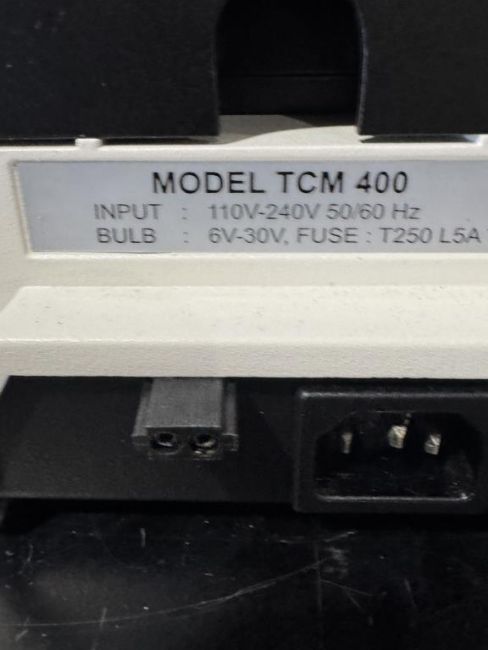 MODEL TCM 400
INPUT : 110V-240V 50/60 Hz
BULB : 6V-30V, FUSE : T250 L5A